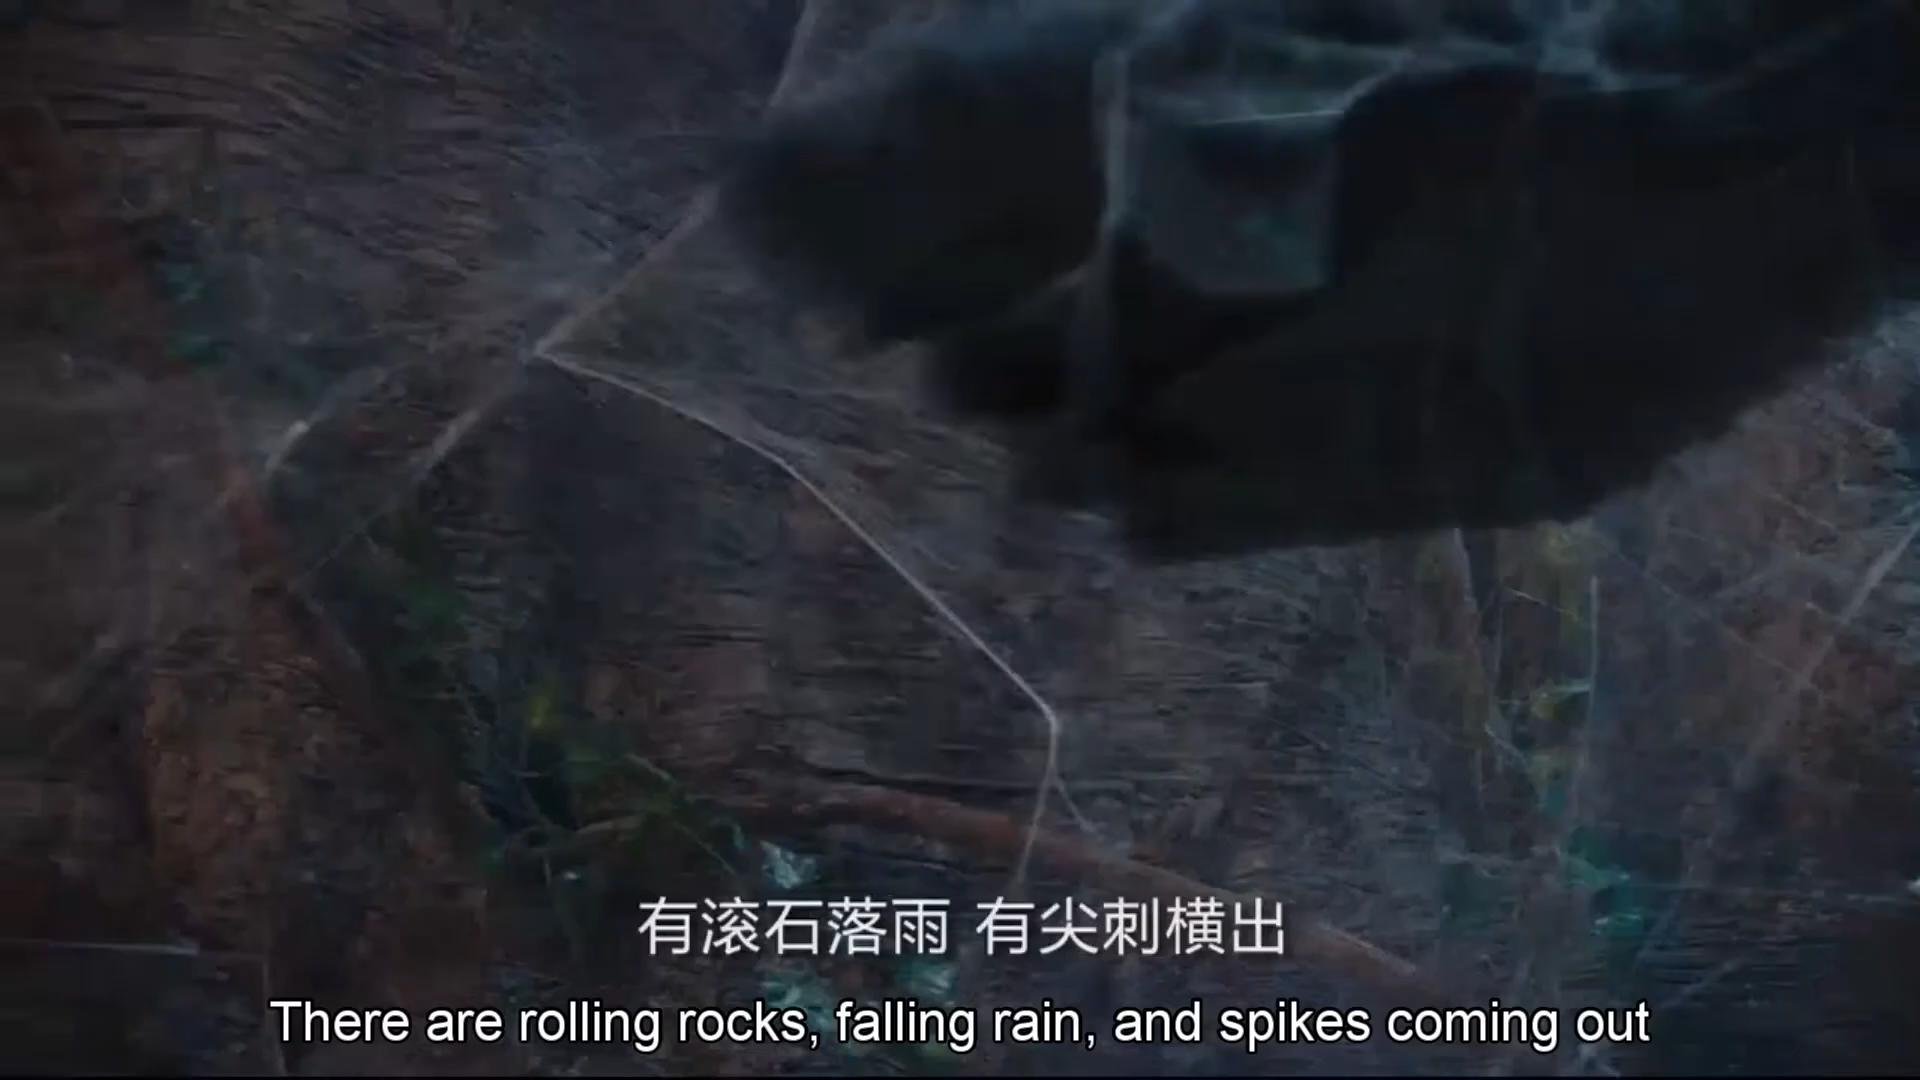 有滚石落雨 有尖刺横出
There are rolling rocks, falling rain, and spikes coming out